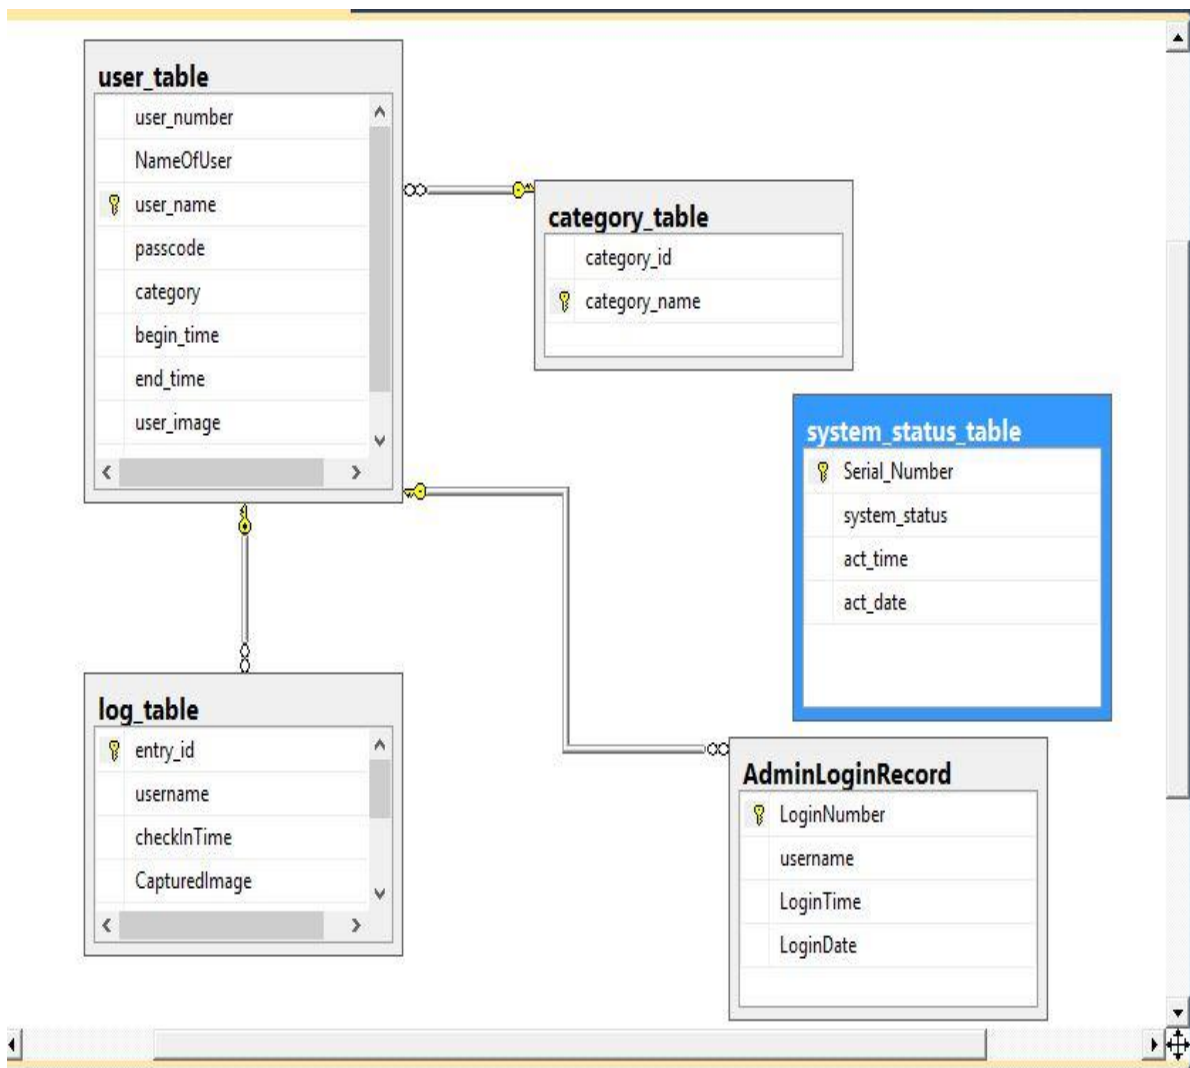 user_table
user_number
NameOfUser
user_name
passcode
category
begin_time
end_time
user_image
category_table
category_id
category_name
system_status_table
Serial_Number
system_status
act_time
act_date
log_table
entry_id
username
checkInTime
CapturedImage
AdminLoginRecord
LoginNumber
username
LoginTime
LoginDate